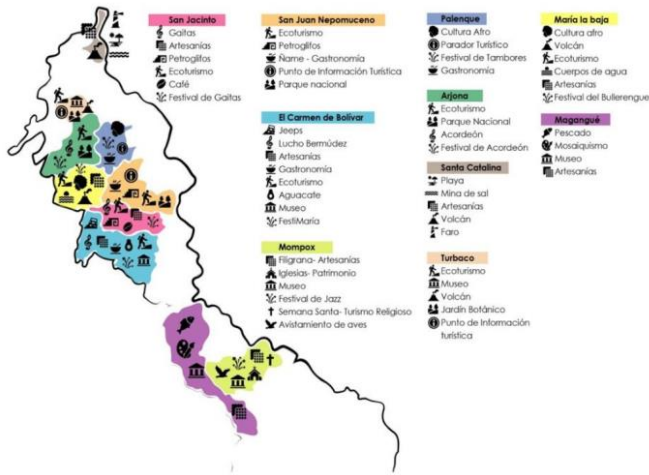 San Jacinto
Gaitas
Artesanías
Petroglifos
Ecoturismo
Café
Festival de Gaitas
San Juan Nepomuceno
Ecoturismo
Petroglifos
Ñame - Gastronomía
Punto de Información Turística
Parque nacional
El Carmen de Bolívar
Jeeps
Lucho Bermúdez
Artesanías
Gastronomía
Ecoturismo
Aguacate
Museo
FestiMaría
Mompox
Filigrana- Artesanías
Iglesias- Patrimonio
Museo
Festival de Jazz
Semana Santa- Turismo Religioso
Avistamiento de aves
Palenque
Cultura Afro
Parador Turístico
Festival de Tambores
Gastronomía
Arjona
Ecoturismo
Parque Nacional
Acordeón
Festival de Acordeón
Santa Catalina
Playa
Mina de sal
Artesanías
Volcán
Faro
Turbaco
Ecoturismo
Museo
Volcán
Jardín Botánico
Punto de Información
turística
María la baja
Cultura afro
Volcán
Ecoturismo
Cuerpos de agua
Artesanías
Festival del Bullerengue
Magangué
Pescado
Mosaiquismo
Museo
Artesanías